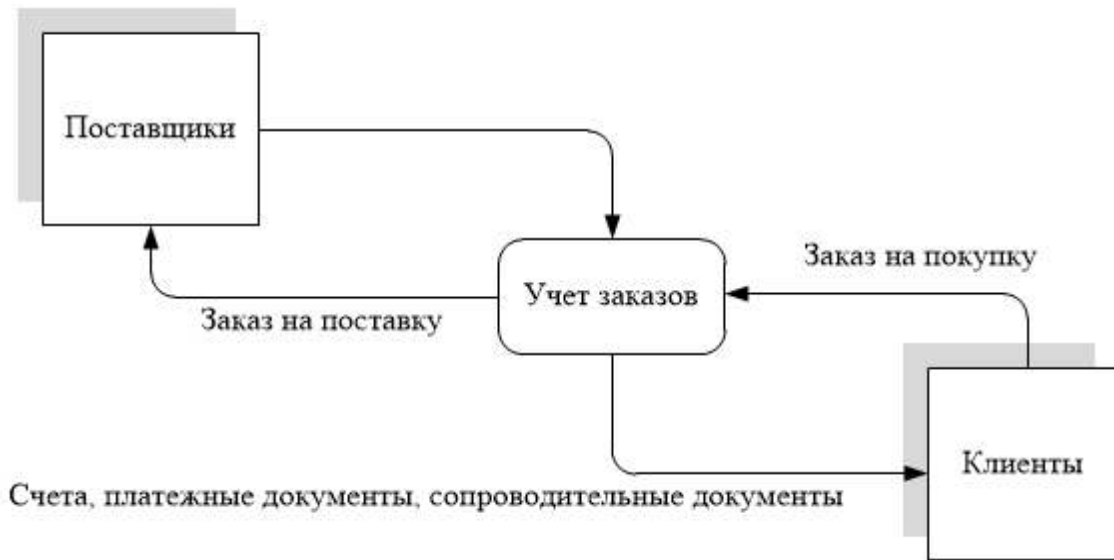 Поставщики
Заказ на покупку
Учет заказов
Заказ на поставку
Клиенты
Счета, платежные документы, сопроводительные документы